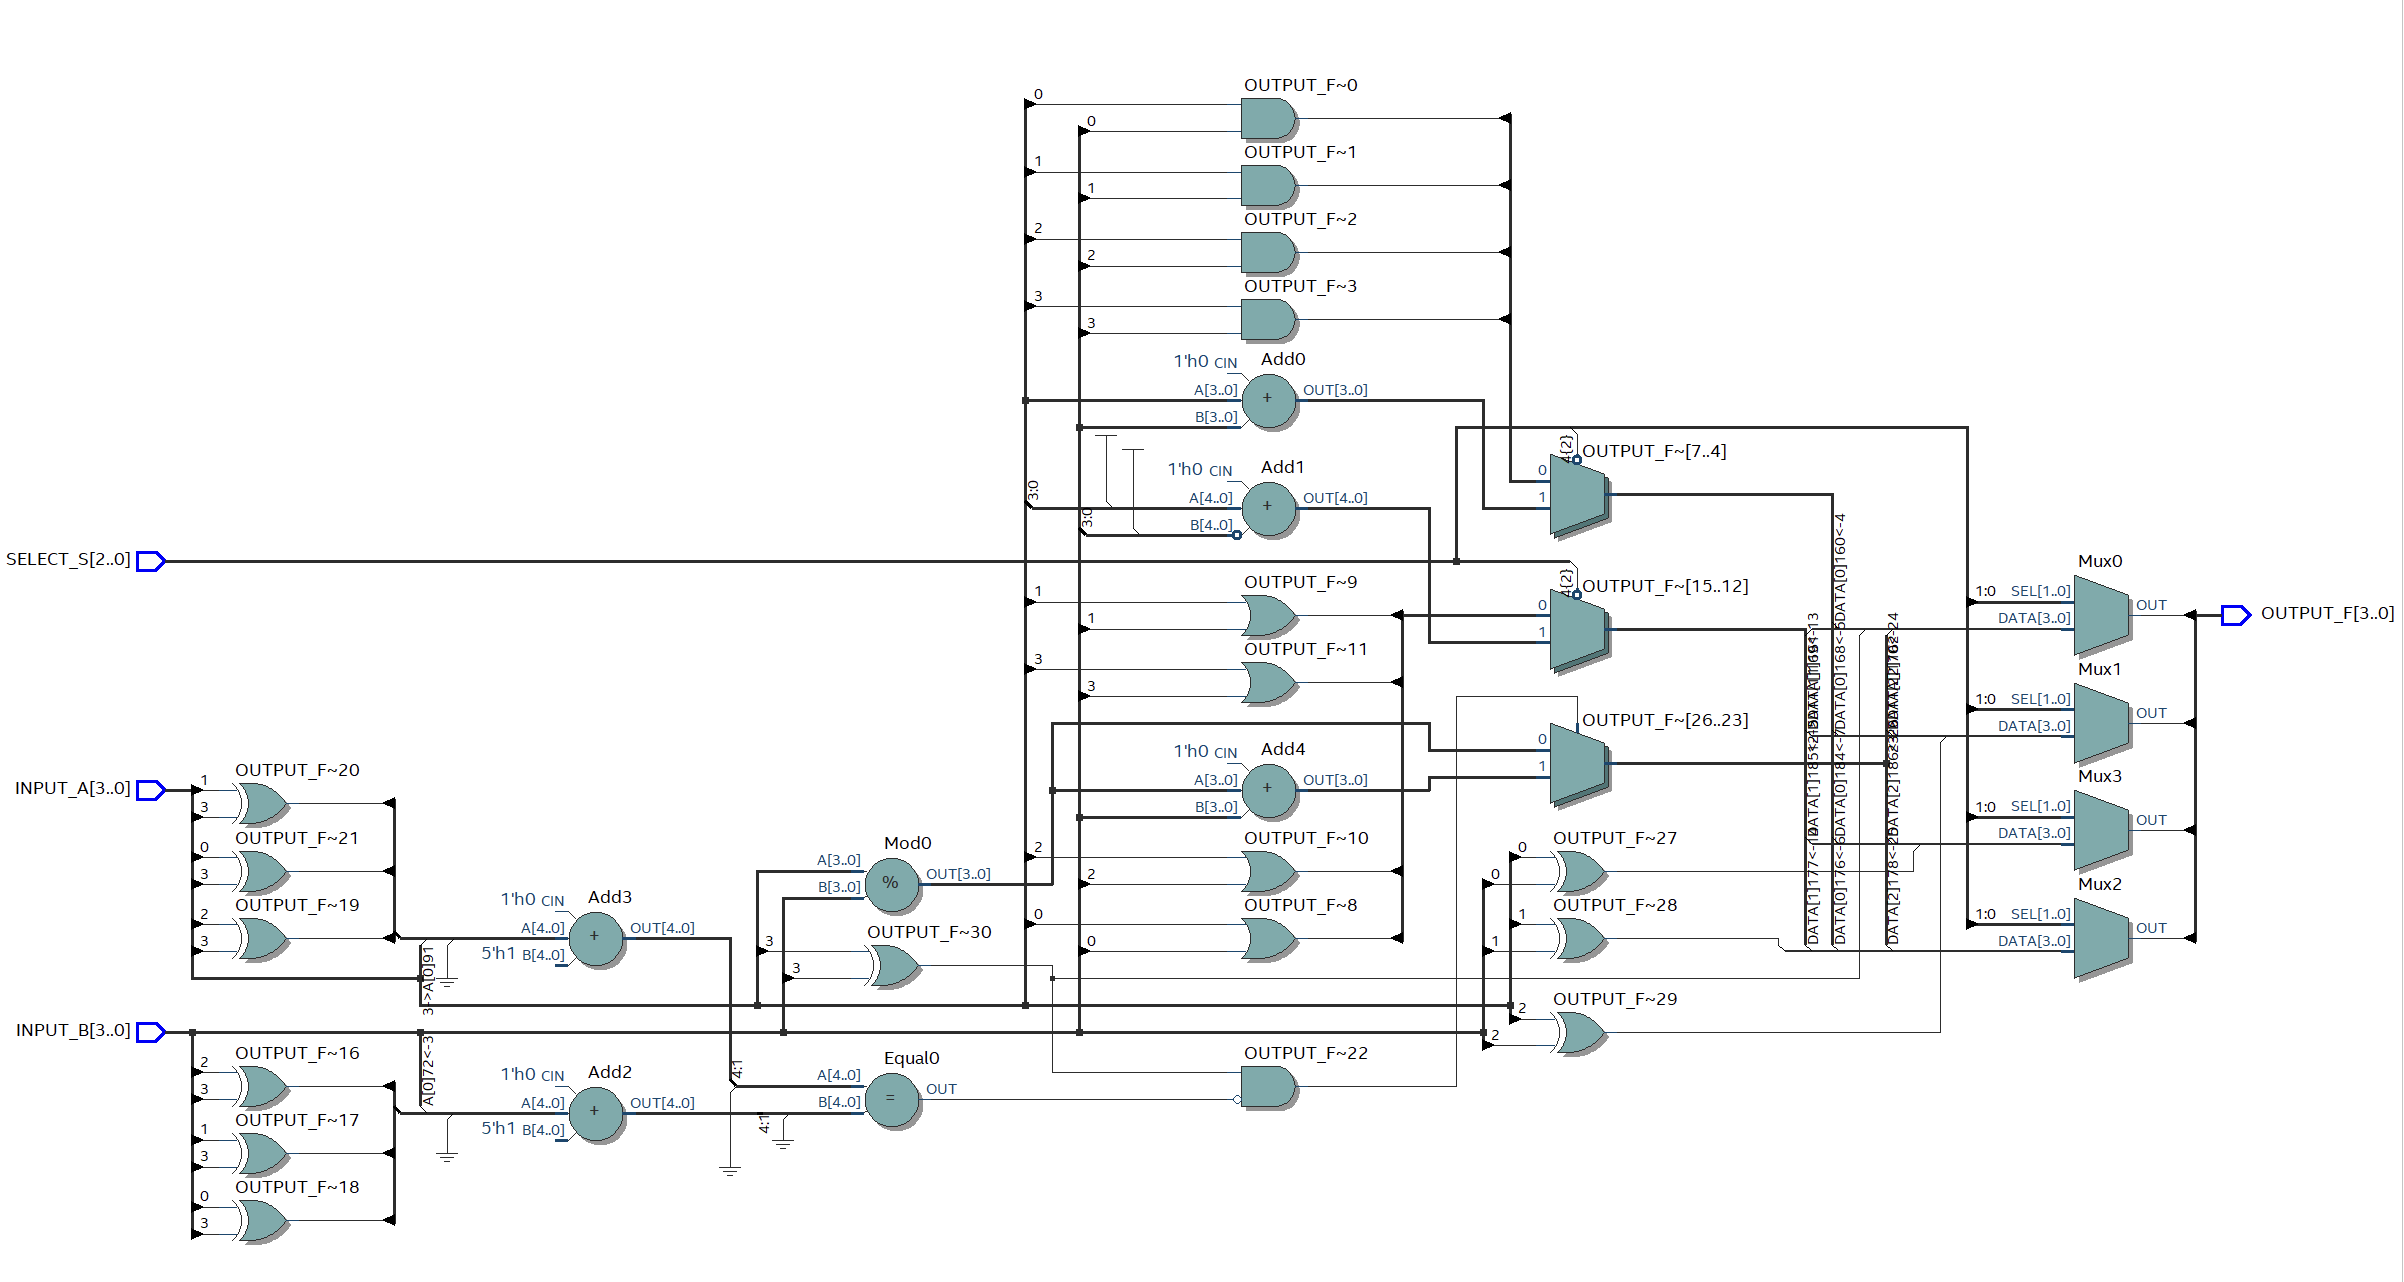 OUTPUT_F~0
0
0
OUTPUT_F~1
1
1
OUTPUT_F~2
2
2
OUTPUT_F~3
3
3
1'h0 CIN
Add0
A[3..0]
OUT[3..0]
B[3..0]
1'h0 CIN
Add1
3:0
A[4..0]
OUT[4..0]
3:0
B[4..0]
4{2}
OUTPUT_F~[7..4]
0
1
SELECT_S[2..0]
4{2}
OUTPUT_F~[15..12]
0
1
OUTPUT_F~9
1
1
OUTPUT_F~11
3
3
OUTPUT_F~[26..23]
0
1
1'h0 CIN
Add4
A[3..0]
OUT[3..0]
B[3..0]
OUTPUT_F~10
2
2
OUTPUT_F~8
0
0
INPUT_A[3..0]
OUTPUT_F~20
1
3
OUTPUT_F~21
0
3
OUTPUT_F~19
2
3
1'h0 CIN
Add3
A[4..0]
OUT[4..0]
5'h1 B[4..0]
3->A[0]91
Mod0
A[3..0]
B[3..0]
%
OUT[3..0]
OUTPUT_F~30
3
3
INPUT_B[3..0]
OUTPUT_F~16
2
3
OUTPUT_F~17
1
3
OUTPUT_F~18
0
3
A[0]72<-3
1'h0 CIN
Add2
A[4..0]
OUT[4..0]
5'h1 B[4..0]
4:1
4:1
Equal0
A[4..0]
B[4..0]
=
OUT
OUTPUT_F~22
OUTPUT_F~27
0
0
OUTPUT_F~28
1
1
OUTPUT_F~29
2
2
DATA[0]160<-4
DATA[0]168<-5
DATA[0]184<-7
DATA[0]176<-6
DATA[1]177<-14
DATA[2]178<-25
Mux0
1:0 SEL[1..0]
DATA[3..0]
OUT
OUTPUT_F[3..0]
Mux1
1:0 SEL[1..0]
DATA[3..0]
OUT
Mux3
1:0 SEL[1..0]
DATA[3..0]
OUT
Mux2
1:0 SEL[1..0]
DATA[3..0]
OUT